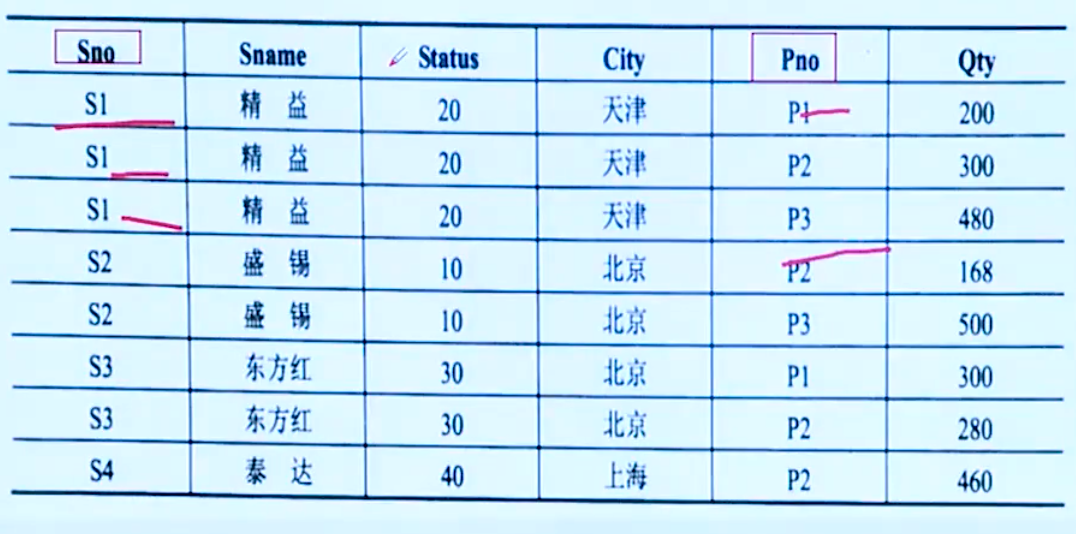 Sno Sname Status City Pno Qty
S1 精 益 20 天津 P1 200
S1 精 益 20 天津 P2 300
S1 精 益 20 天津 P3 480
S2 盛 锡 10 北京 P2 168
S2 盛 锡 10 北京 P3 500
S3 东方红 30 北京 P1 300
S3 东方红 30 北京 P2 280
S4 泰 达 40 上海 P2 460